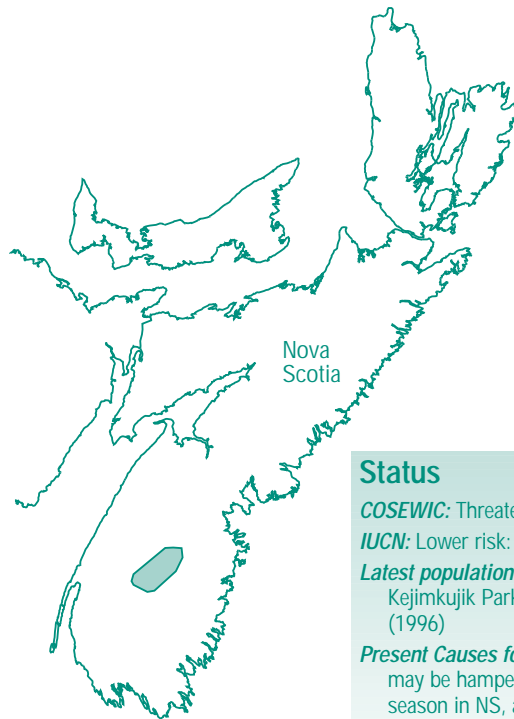 Nova
Scotia
Status
COSEWIC: Threate
IUCN: Lower risk:
Latest population
Kejimkujik Park
(1996)
Present Causes fo
may be hampe
season in NS, a